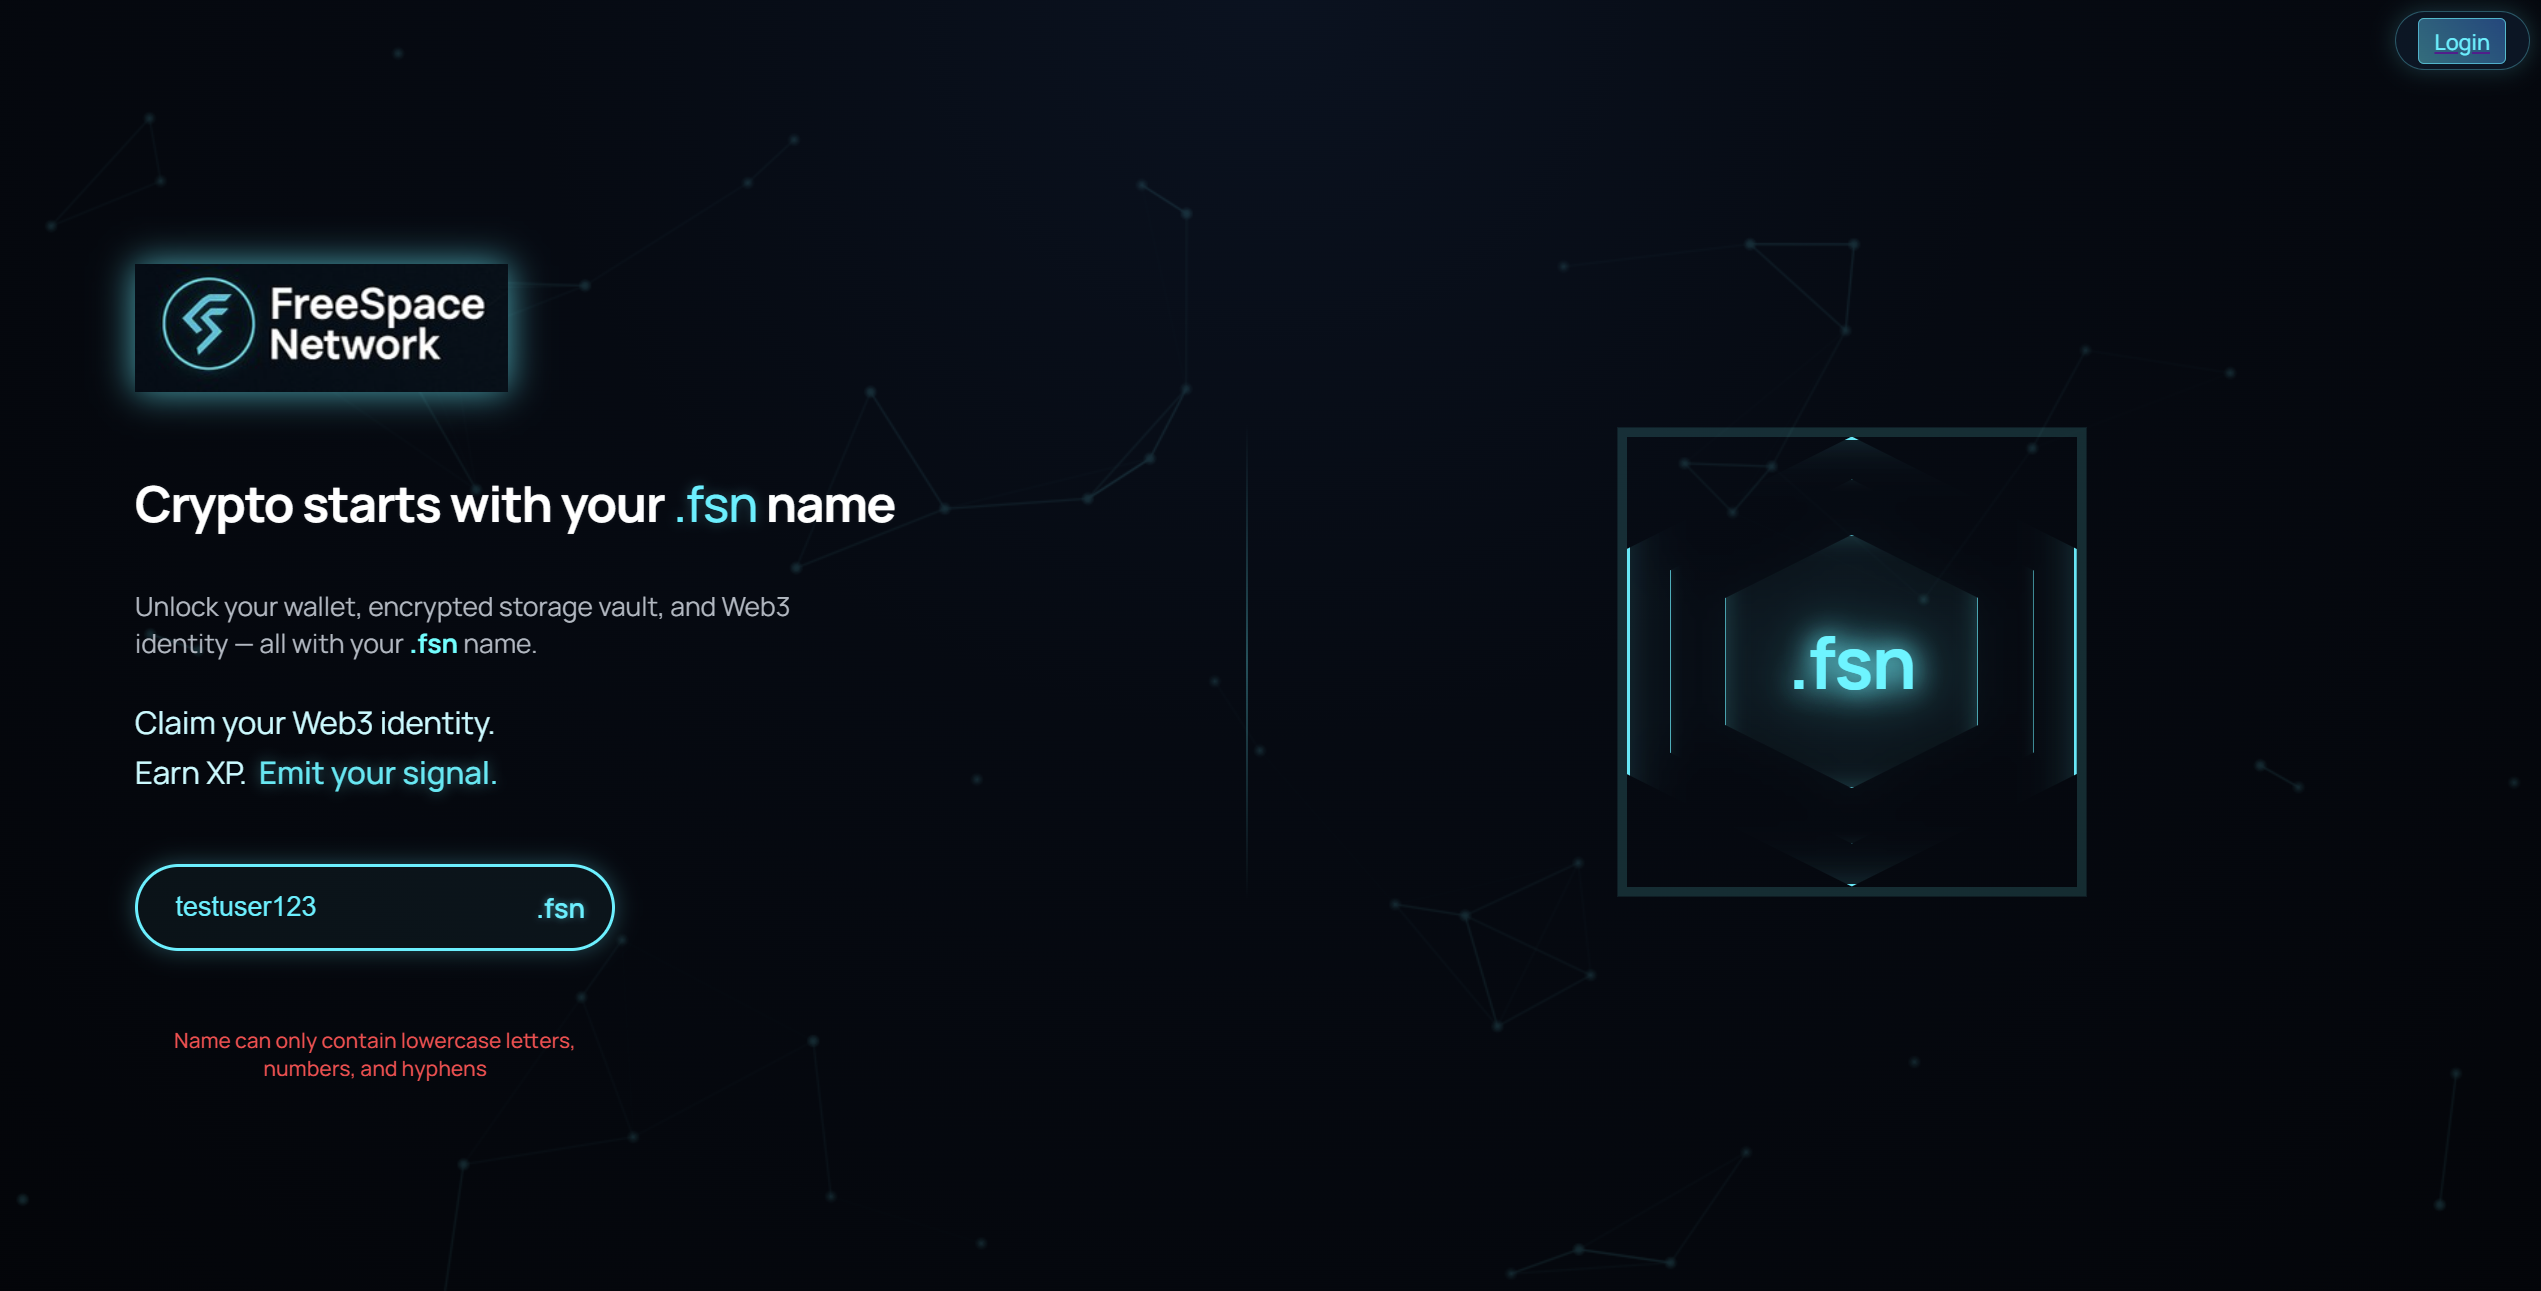 Login
FreeSpace
Network
Crypto starts with your .fsn name
Unlock your wallet, encrypted storage vault, and Web3
identity — all with your .fsn name.
Claim your Web3 identity.
Earn XP. Emit your signal.
testuser123 .fsn
Name can only contain lowercase letters,
numbers, and hyphens
.fsn